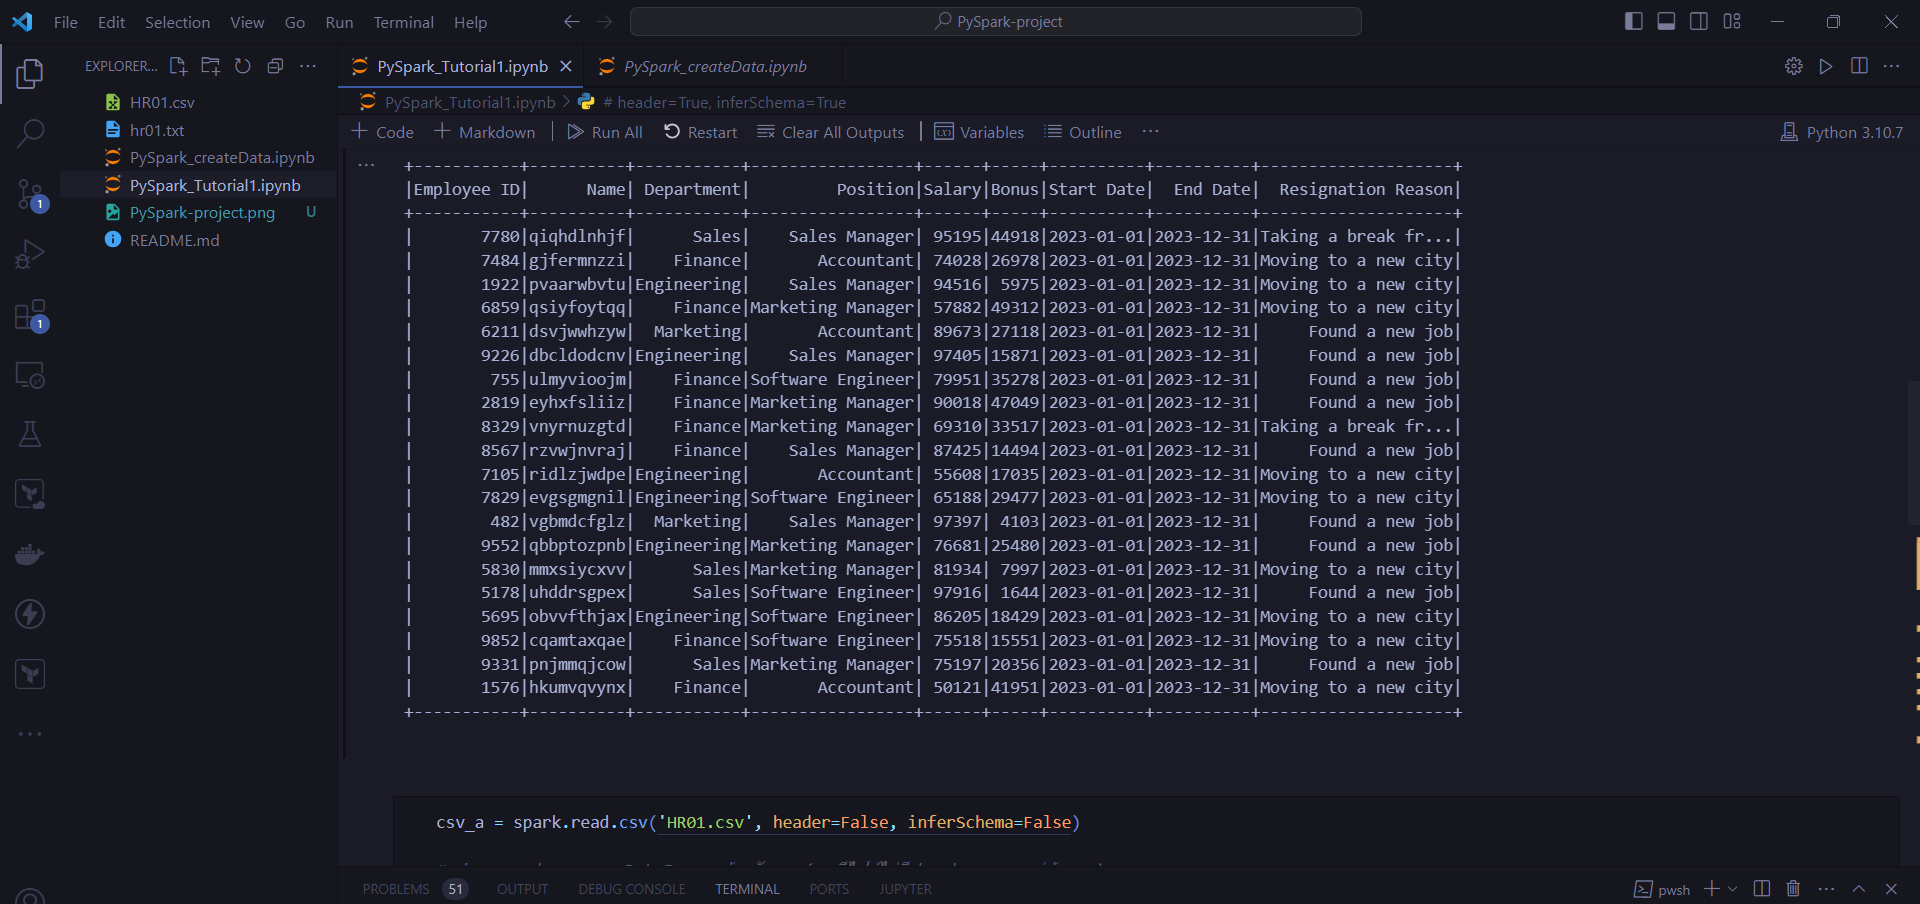 File Edit Selection View Go Run Terminal Help
PySpark-project
EXPLORER...
PySpark_Tutorial1.ipynb
PySpark_createData.ipynb
HR01.csv
hr01.txt
PySpark_createData.ipynb
PySpark_Tutorial1.ipynb
PySpark-project.png U
README.md
1
1
PySpark_Tutorial1.ipynb > # header=True, inferSchema=True
+ Code + Markdown | Run All Restart Clear All Outputs | Variables Outline ...
Python 3.10.7
+-----------+----------+-----------+-----------------+------+-----+----------+----------+--------------------+
|Employee ID|      Name| Department|         Position|Salary|Bonus|Start Date|  End Date|  Resignation Reason|
+-----------+----------+-----------+-----------------+------+-----+----------+----------+--------------------+
|       7780|qiqhdlnhjf|      Sales|    Sales Manager| 95195|44918|2023-01-01|2023-12-31|Taking a break fr...|
|       7484|gjfermnzzi|    Finance|       Accountant| 74028|26978|2023-01-01|2023-12-31|Moving to a new city|
|       1922|pvaarwbvtu|Engineering|    Sales Manager| 94516| 5975|2023-01-01|2023-12-31|Moving to a new city|
|       6859|qsiyfoytqq|    Finance|Marketing Manager| 57882|49312|2023-01-01|2023-12-31|Moving to a new city|
|       6211|dsvjwwhzyw|  Marketing|       Accountant| 89673|27118|2023-01-01|2023-12-31|     Found a new job|
|       9226|dbcldodcnv|Engineering|    Sales Manager| 97405|15871|2023-01-01|2023-12-31|     Found a new job|
|        755|ulmyvioojm|    Finance|Software Engineer| 79951|35278|2023-01-01|2023-12-31|     Found a new job|
|       2819|eyhxfsliiz|    Finance|Marketing Manager| 90018|47049|2023-01-01|2023-12-31|     Found a new job|
|       8329|vnyrnuzgtd|    Finance|Marketing Manager| 69310|33517|2023-01-01|2023-12-31|Taking a break fr...|
|       8567|rzvwjnvraj|    Finance|    Sales Manager| 87425|14494|2023-01-01|2023-12-31|     Found a new job|
|       7105|ridlzjwdpe|Engineering|       Accountant| 55608|17035|2023-01-01|2023-12-31|Moving to a new city|
|       7829|evgsgmgnil|Engineering|Software Engineer| 65188|29477|2023-01-01|2023-12-31|Moving to a new city|
|        482|vgbmdcfglz|  Marketing|    Sales Manager| 97397| 4103|2023-01-01|2023-12-31|     Found a new job|
|       9552|qbbptozpnb|Engineering|Marketing Manager| 76681|25480|2023-01-01|2023-12-31|     Found a new job|
|       5830|mmxsiycxvv|      Sales|Marketing Manager| 81934| 7997|2023-01-01|2023-12-31|Moving to a new city|
|       5178|uhddrsgpex|      Sales|Software Engineer| 97916| 1644|2023-01-01|2023-12-31|     Found a new job|
|       5695|obvvfthjax|Engineering|Software Engineer| 86205|18429|2023-01-01|2023-12-31|Moving to a new city|
|       9852|cqamtaxqae|    Finance|Software Engineer| 75518|15551|2023-01-01|2023-12-31|Moving to a new city|
|       9331|pnjmmqjcow|      Sales|Marketing Manager| 75197|20356|2023-01-01|2023-12-31|     Found a new job|
|       1576|hkumvqvynx|    Finance|       Accountant| 50121|41951|2023-01-01|2023-12-31|Moving to a new city|
+-----------+----------+-----------+-----------------+------+-----+----------+----------+--------------------+
csv_a = spark.read.csv('HR01.csv', header=False, inferSchema=False)
PROBLEMS 51 OUTPUT DEBUG CONSOLE TERMINAL PORTS JUPYTER
pwsh